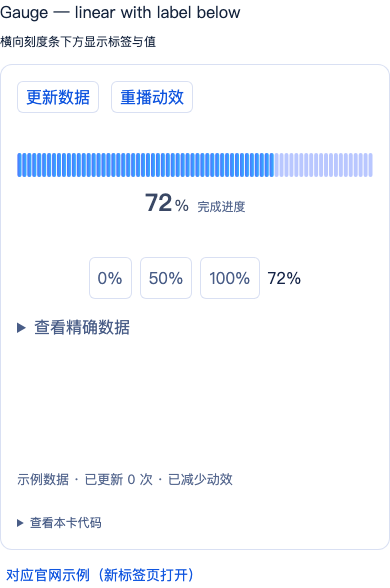 Gauge — linear with label below
横向刻度条下方显示标签与值
更新数据 重播动效
72% 完成进度
0% 50% 100% 72%
▶ 查看精确数据
示例数据 · 已更新 0 次 · 已减少动效
▶ 查看本卡代码
对应官网示例（新标签页打开）